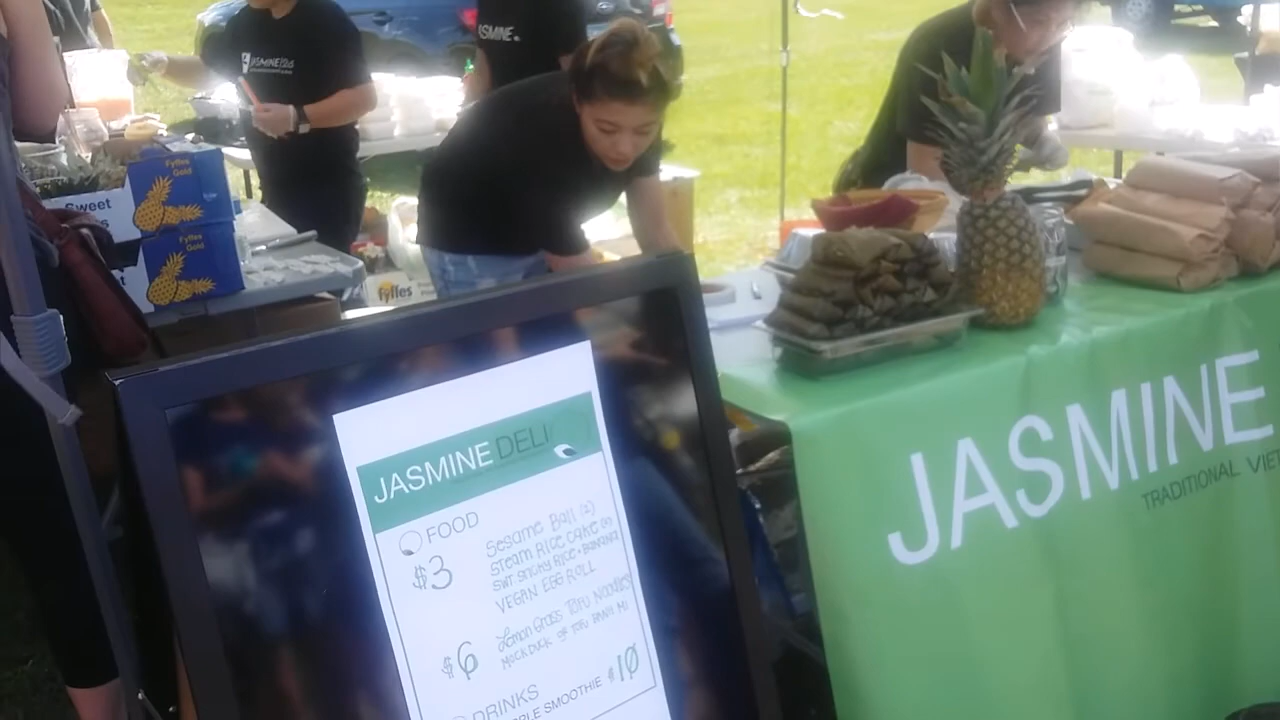 JASMINE
JASMINE
Fyffes
Gold
Sweet
Fyffes
Gold
fyffes
JASMINE DELI
FOOD
$3
Sesame Ball (2)
Steam Rice Cake
SWT Sticky Rice + Banana
VEGAN EGG ROLL
$6
Lemon Grass Tofu Noodles
Mock Duck or Tofu Banh Mi
DRINKS
PLE SMOOTHIE $10
JASMINE
TRADITIONAL VIET